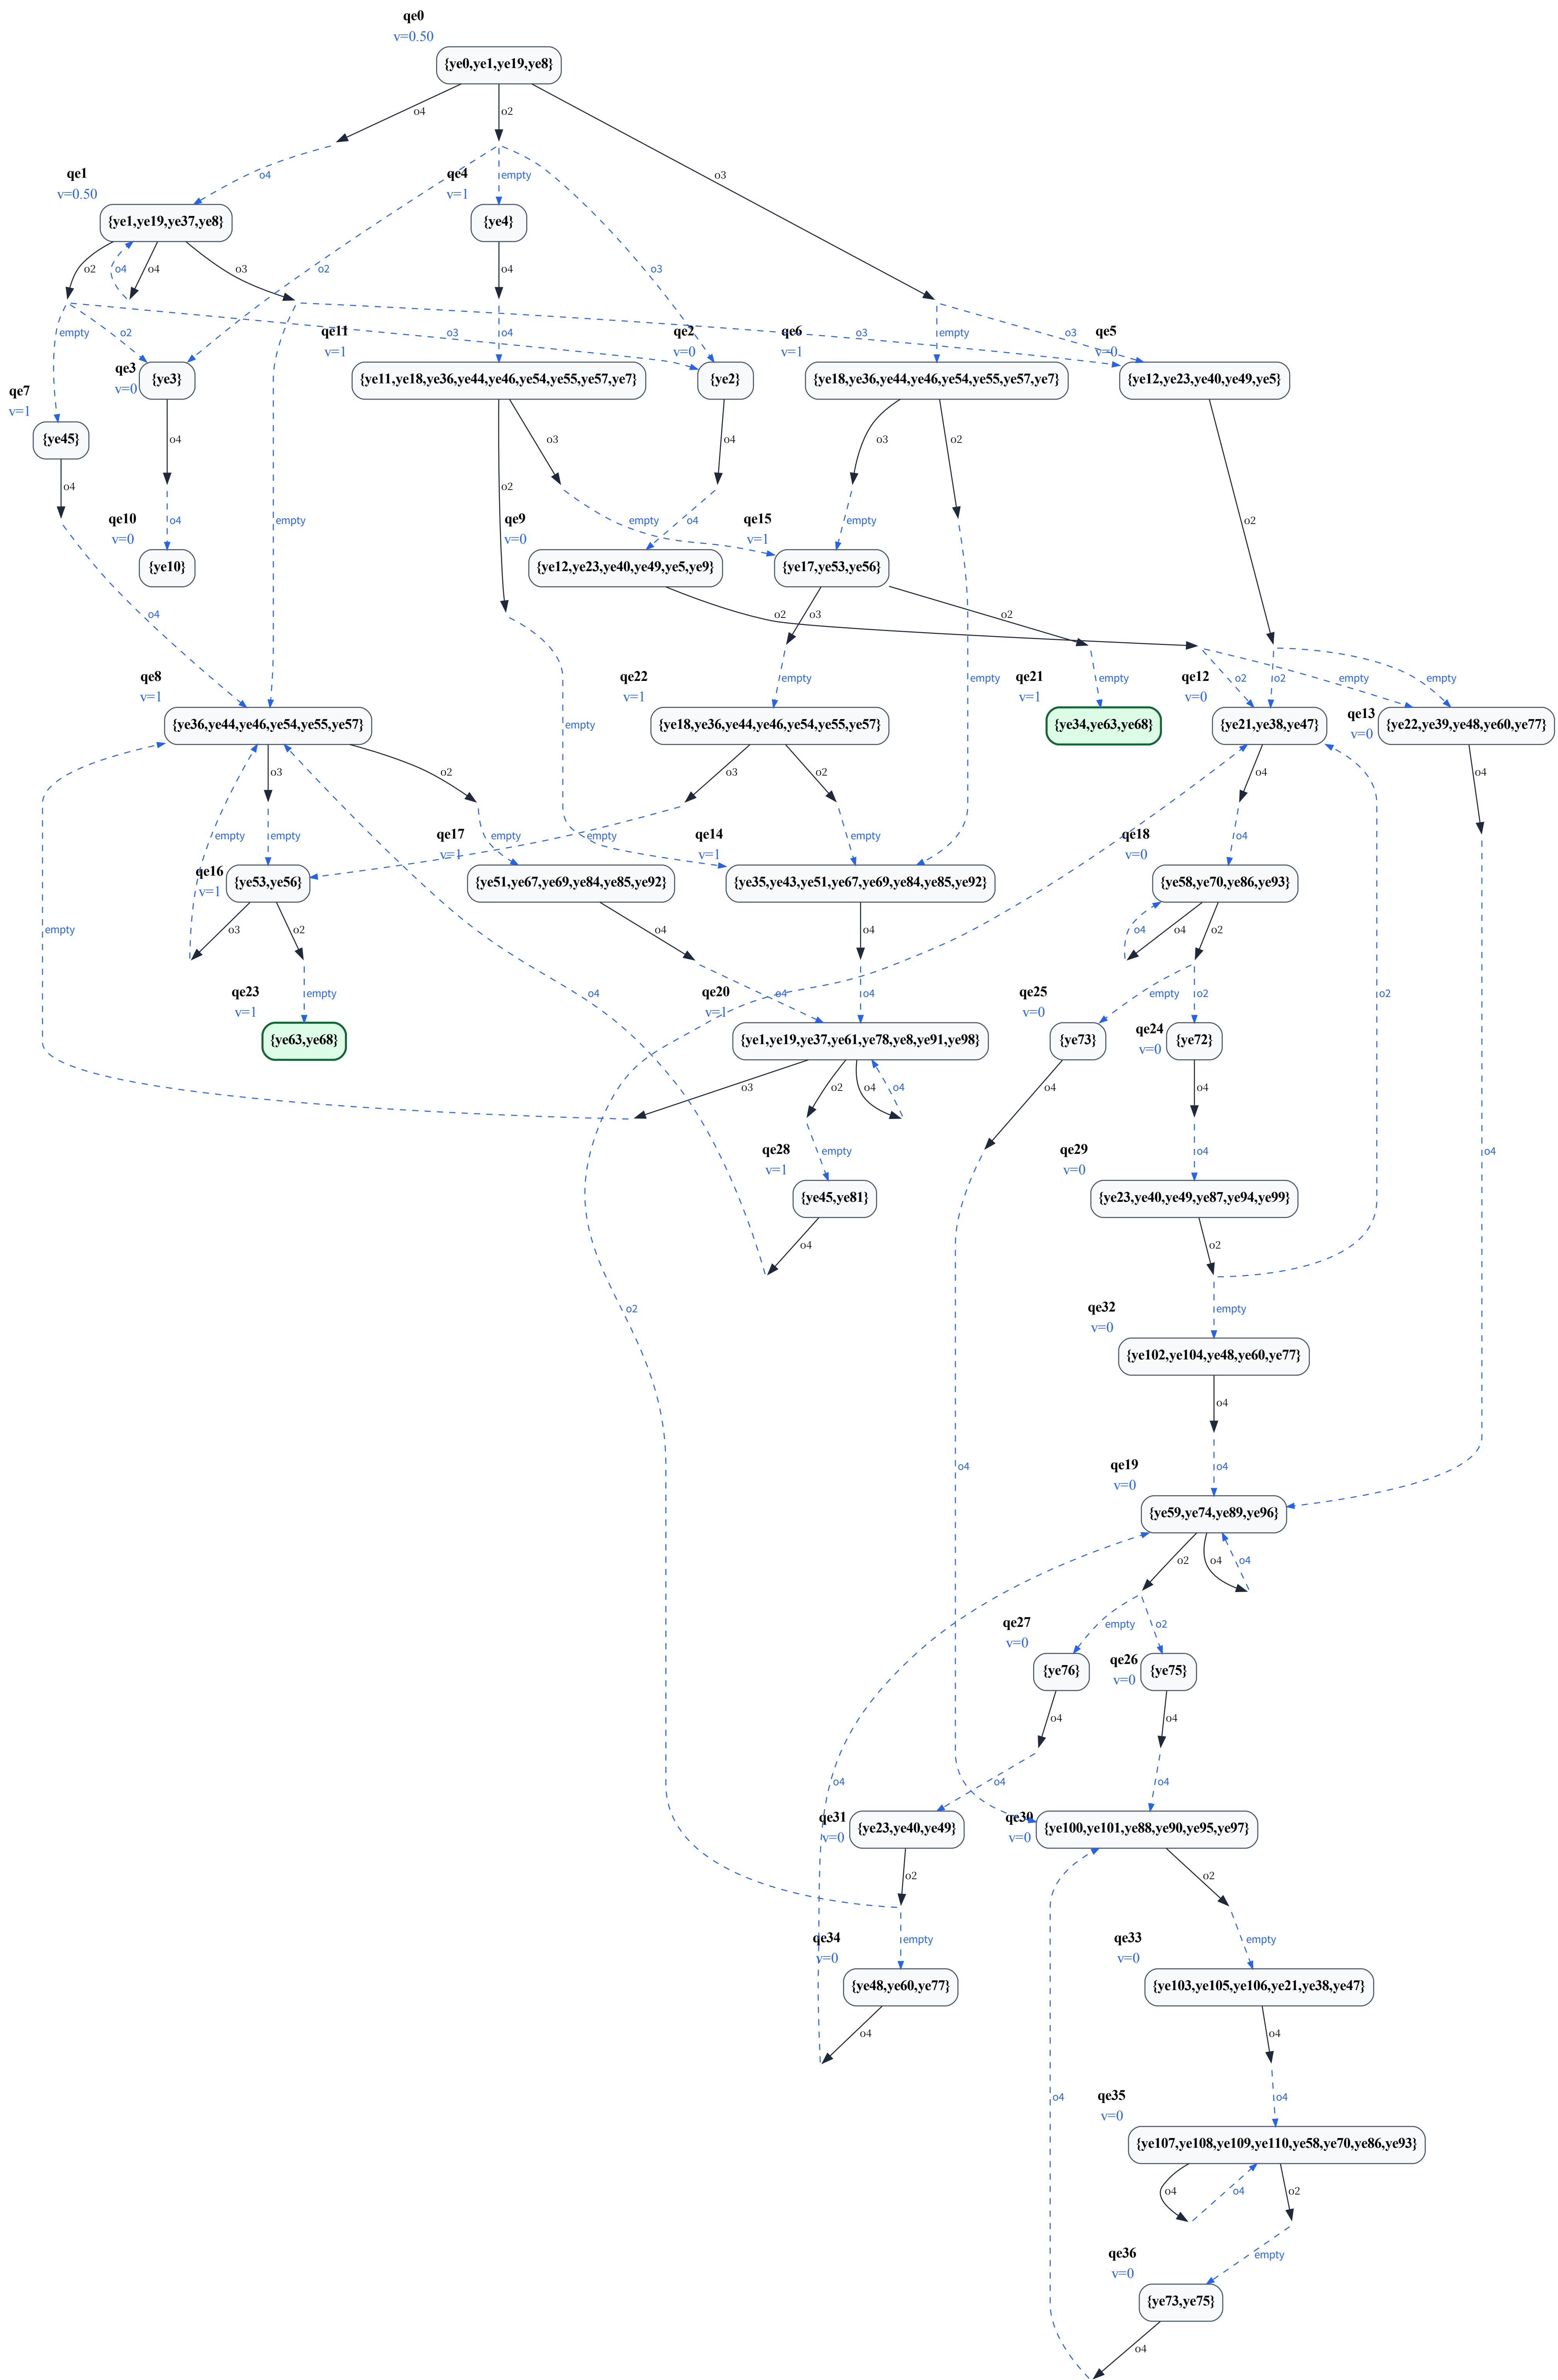 qe0
v=0.50
{ye0,ye1,ye19,ye8}
o4
o2
o3
o4
empty
o2
o3
empty
o3
qe1
v=0.50
{ye1,ye19,ye37,ye8}
qe4
v=1
{ye4}
o2
o4
o4
o3
o4
empty
o2
o3
o4
o3
empty
qe3
v=0
{ye3}
qe11
v=1
{ye11,ye18,ye36,ye44,ye46,ye54,ye55,ye57,ye7}
qe2
v=0
{ye2}
qe6
v=1
{ye18,ye36,ye44,ye46,ye54,ye55,ye57,ye7}
qe5
v=0
{ye12,ye23,ye40,ye49,ye5}
qe7
v=1
{ye45}
o4
o4
o3
o2
o4
o3
o2
o2
o4
empty
o4
empty
qe10
v=0
{ye10}
qe9
v=0
{ye12,ye23,ye40,ye49,ye5,ye9}
qe15
v=1
{ye17,ye53,ye56}
o4
o2
o3
o2
empty
empty
empty
empty
o2
o2
empty
empty
qe8
v=1
{ye36,ye44,ye46,ye54,ye55,ye57}
qe22
v=1
{ye18,ye36,ye44,ye46,ye54,ye55,ye57}
qe21
v=1
{ye34,ye63,ye68}
qe12
v=0
{ye21,ye38,ye47}
qe13
v=0
{ye22,ye39,ye48,ye60,ye77}
o3
o2
o3
o2
o4
o4
empty
empty
empty
empty
empty
o4
qe16
v=1
{ye53,ye56}
qe17
v=1
{ye51,ye67,ye69,ye84,ye85,ye92}
qe14
v=1
{ye35,ye43,ye51,ye67,ye69,ye84,ye85,ye92}
qe18
v=0
{ye58,ye70,ye86,ye93}
empty
o3
o2
o4
o4
o4
o4
o2
empty
o4
o4
o4
empty
o2
o2
qe23
v=1
{ye63,ye68}
qe20
v=1
{ye1,ye19,ye37,ye61,ye78,ye8,ye91,ye98}
qe25
v=0
{ye73}
qe24
v=0
{ye72}
o3
o2
o4
o4
o4
o4
empty
o4
o4
qe28
v=1
{ye45,ye81}
qe29
v=0
{ye23,ye40,ye49,ye87,ye94,ye99}
o4
o2
o2
empty
qe32
v=0
{ye102,ye104,ye48,ye60,ye77}
o4
o4
o4
qe19
v=0
{ye59,ye74,ye89,ye96}
o2
o4
o4
empty
o2
qe27
v=0
{ye76}
qe26
v=0
{ye75}
o4
o4
o4
o4
o4
qe31
v=0
{ye23,ye40,ye49}
qe30
v=0
{ye100,ye101,ye88,ye90,ye95,ye97}
o2
o2
empty
empty
qe34
v=0
{ye48,ye60,ye77}
qe33
v=0
{ye103,ye105,ye106,ye21,ye38,ye47}
o4
o4
o4
o4
qe35
v=0
{ye107,ye108,ye109,ye110,ye58,ye70,ye86,ye93}
o4
o4
o2
empty
qe36
v=0
{ye73,ye75}
o4